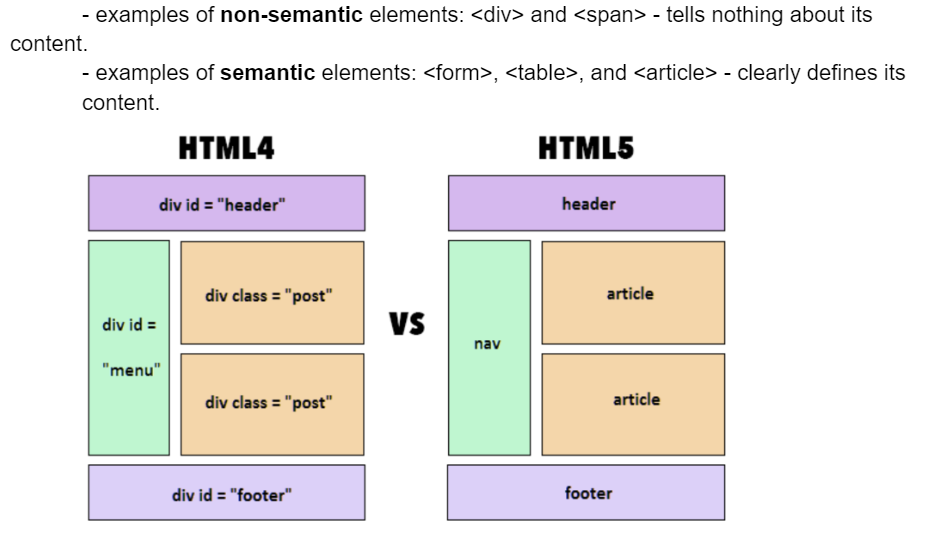 - examples of non-semantic elements: <div> and <span> - tells nothing about its
content.
- examples of semantic elements: <form>, <table>, and <article> - clearly defines its
content.
HTML4
div id = "header"
div id =
"menu"
div class = "post"
div class = "post"
div id = "footer"
VS
HTML5
header
nav
article
article
footer